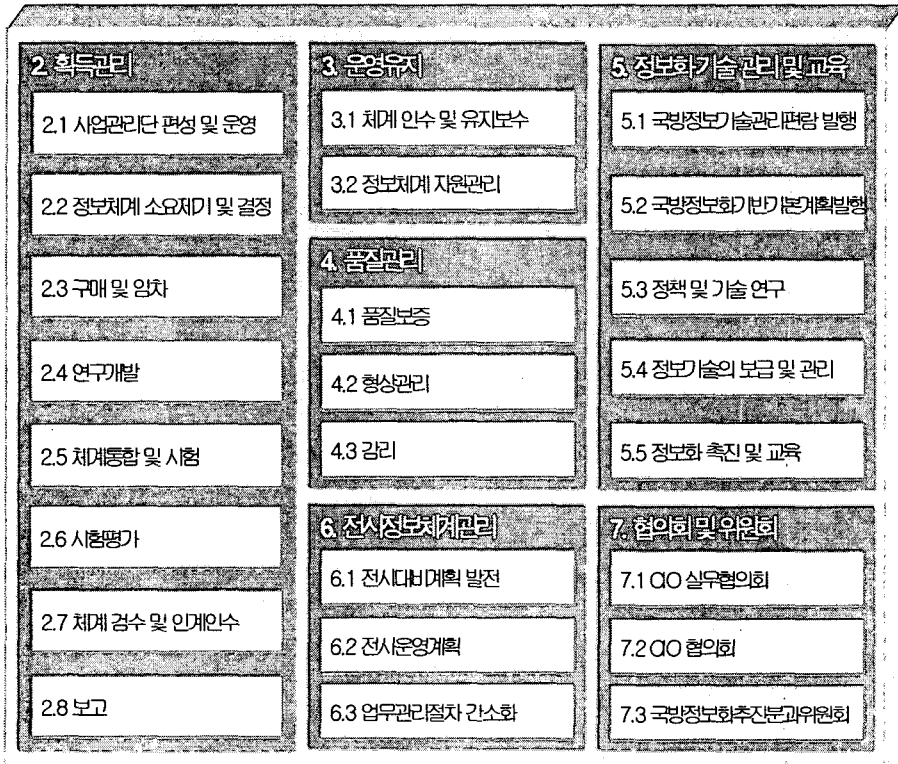 2. 획득관리
2.1 사업관리단 편성 및 운영
2.2 정보체계 소요제기 및 결정
2.3 구매 및 임차
2.4 연구개발
2.5 체계통합 및 시험
2.6 시험평가
2.7 체계 검수 및 인계인수
2.8 보고
3. 운영유지
3.1 체계 인수 및 유지보수
3.2 정보체계 자원관리
4. 품질관리
4.1 품질보증
4.2 형상관리
4.3 감리
5. 정보화기술관리 및 교육
5.1 국방정보기술관리편람 발행
5.2 국방정보화기반기본계획발행
5.3 정책 및 기술 연구
5.4 정보기술의 보급 및 관리
5.5 정보화 촉진 및 교육
6. 전시정보체계관리
6.1 전시대비계획 발전
6.2 전시운영계획
6.3 업무관리절차 간소화
7. 협의회 및 위원회
7.1 CIO 실무협의회
7.2 CIO 협의회
7.3 국방정보화추진분과위원회